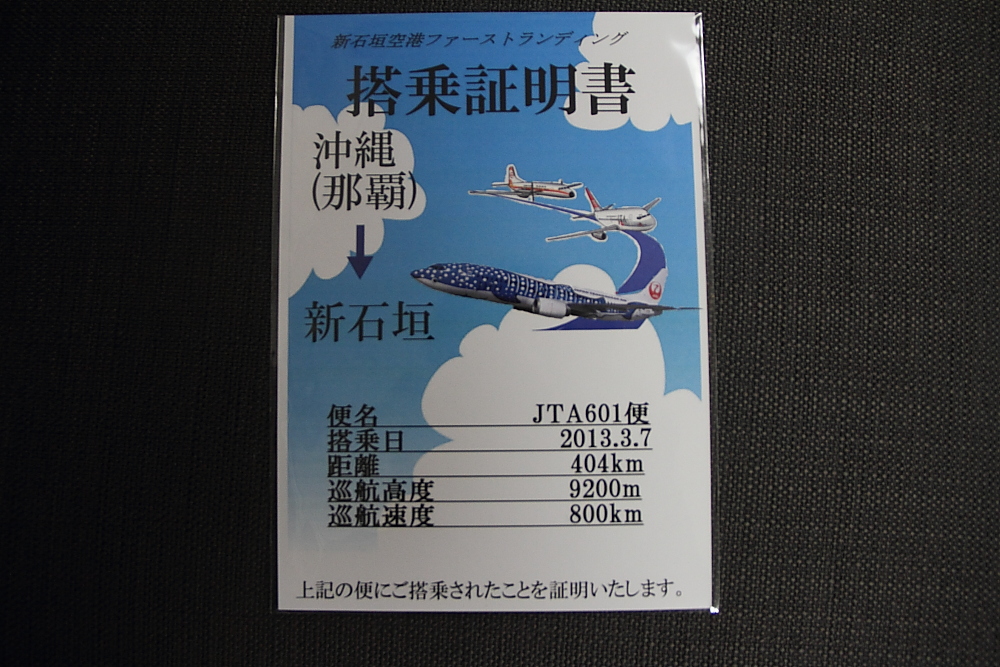 新石垣空港ファーストランディング
搭乗証明書
沖縄
(那覇)
新石垣
便名 JTA601便
搭乗日 2013.3.7
距離 404km
巡航高度 9200m
巡航速度 800km
上記の便にご搭乗されたことを証明いたします。